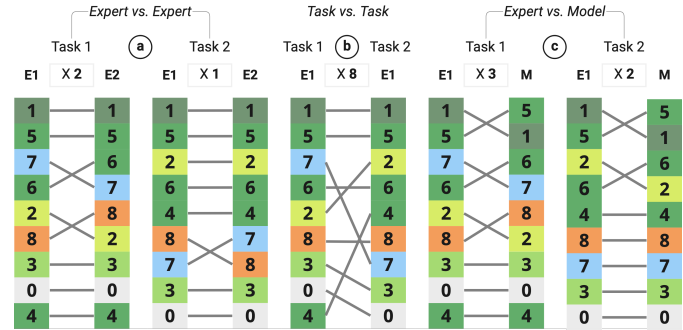 Expert vs. Expert Task vs. Task Expert vs. Model
Task 1 a Task 2 Task 1 b Task 2 Task 1 c Task 2
E1 X 2 E2 E1 X 1 E2 E1 X 8 E1 E1 X 3 M E1 X 2 M
1 1 1 1 1 1 1 5 1 5
5 5 5 5 5 5 5 1 5 1
7 6 2 2 7 2 7 6 2 6
6 7 6 6 6 6 6 7 6 2
2 8 4 4 2 4 2 8 4 4
8 2 8 7 8 8 8 2 8 8
3 3 7 8 3 7 3 3 7 7
0 0 3 3 0 3 0 0 3 3
4 4 0 0 4 0 4 4 0 0